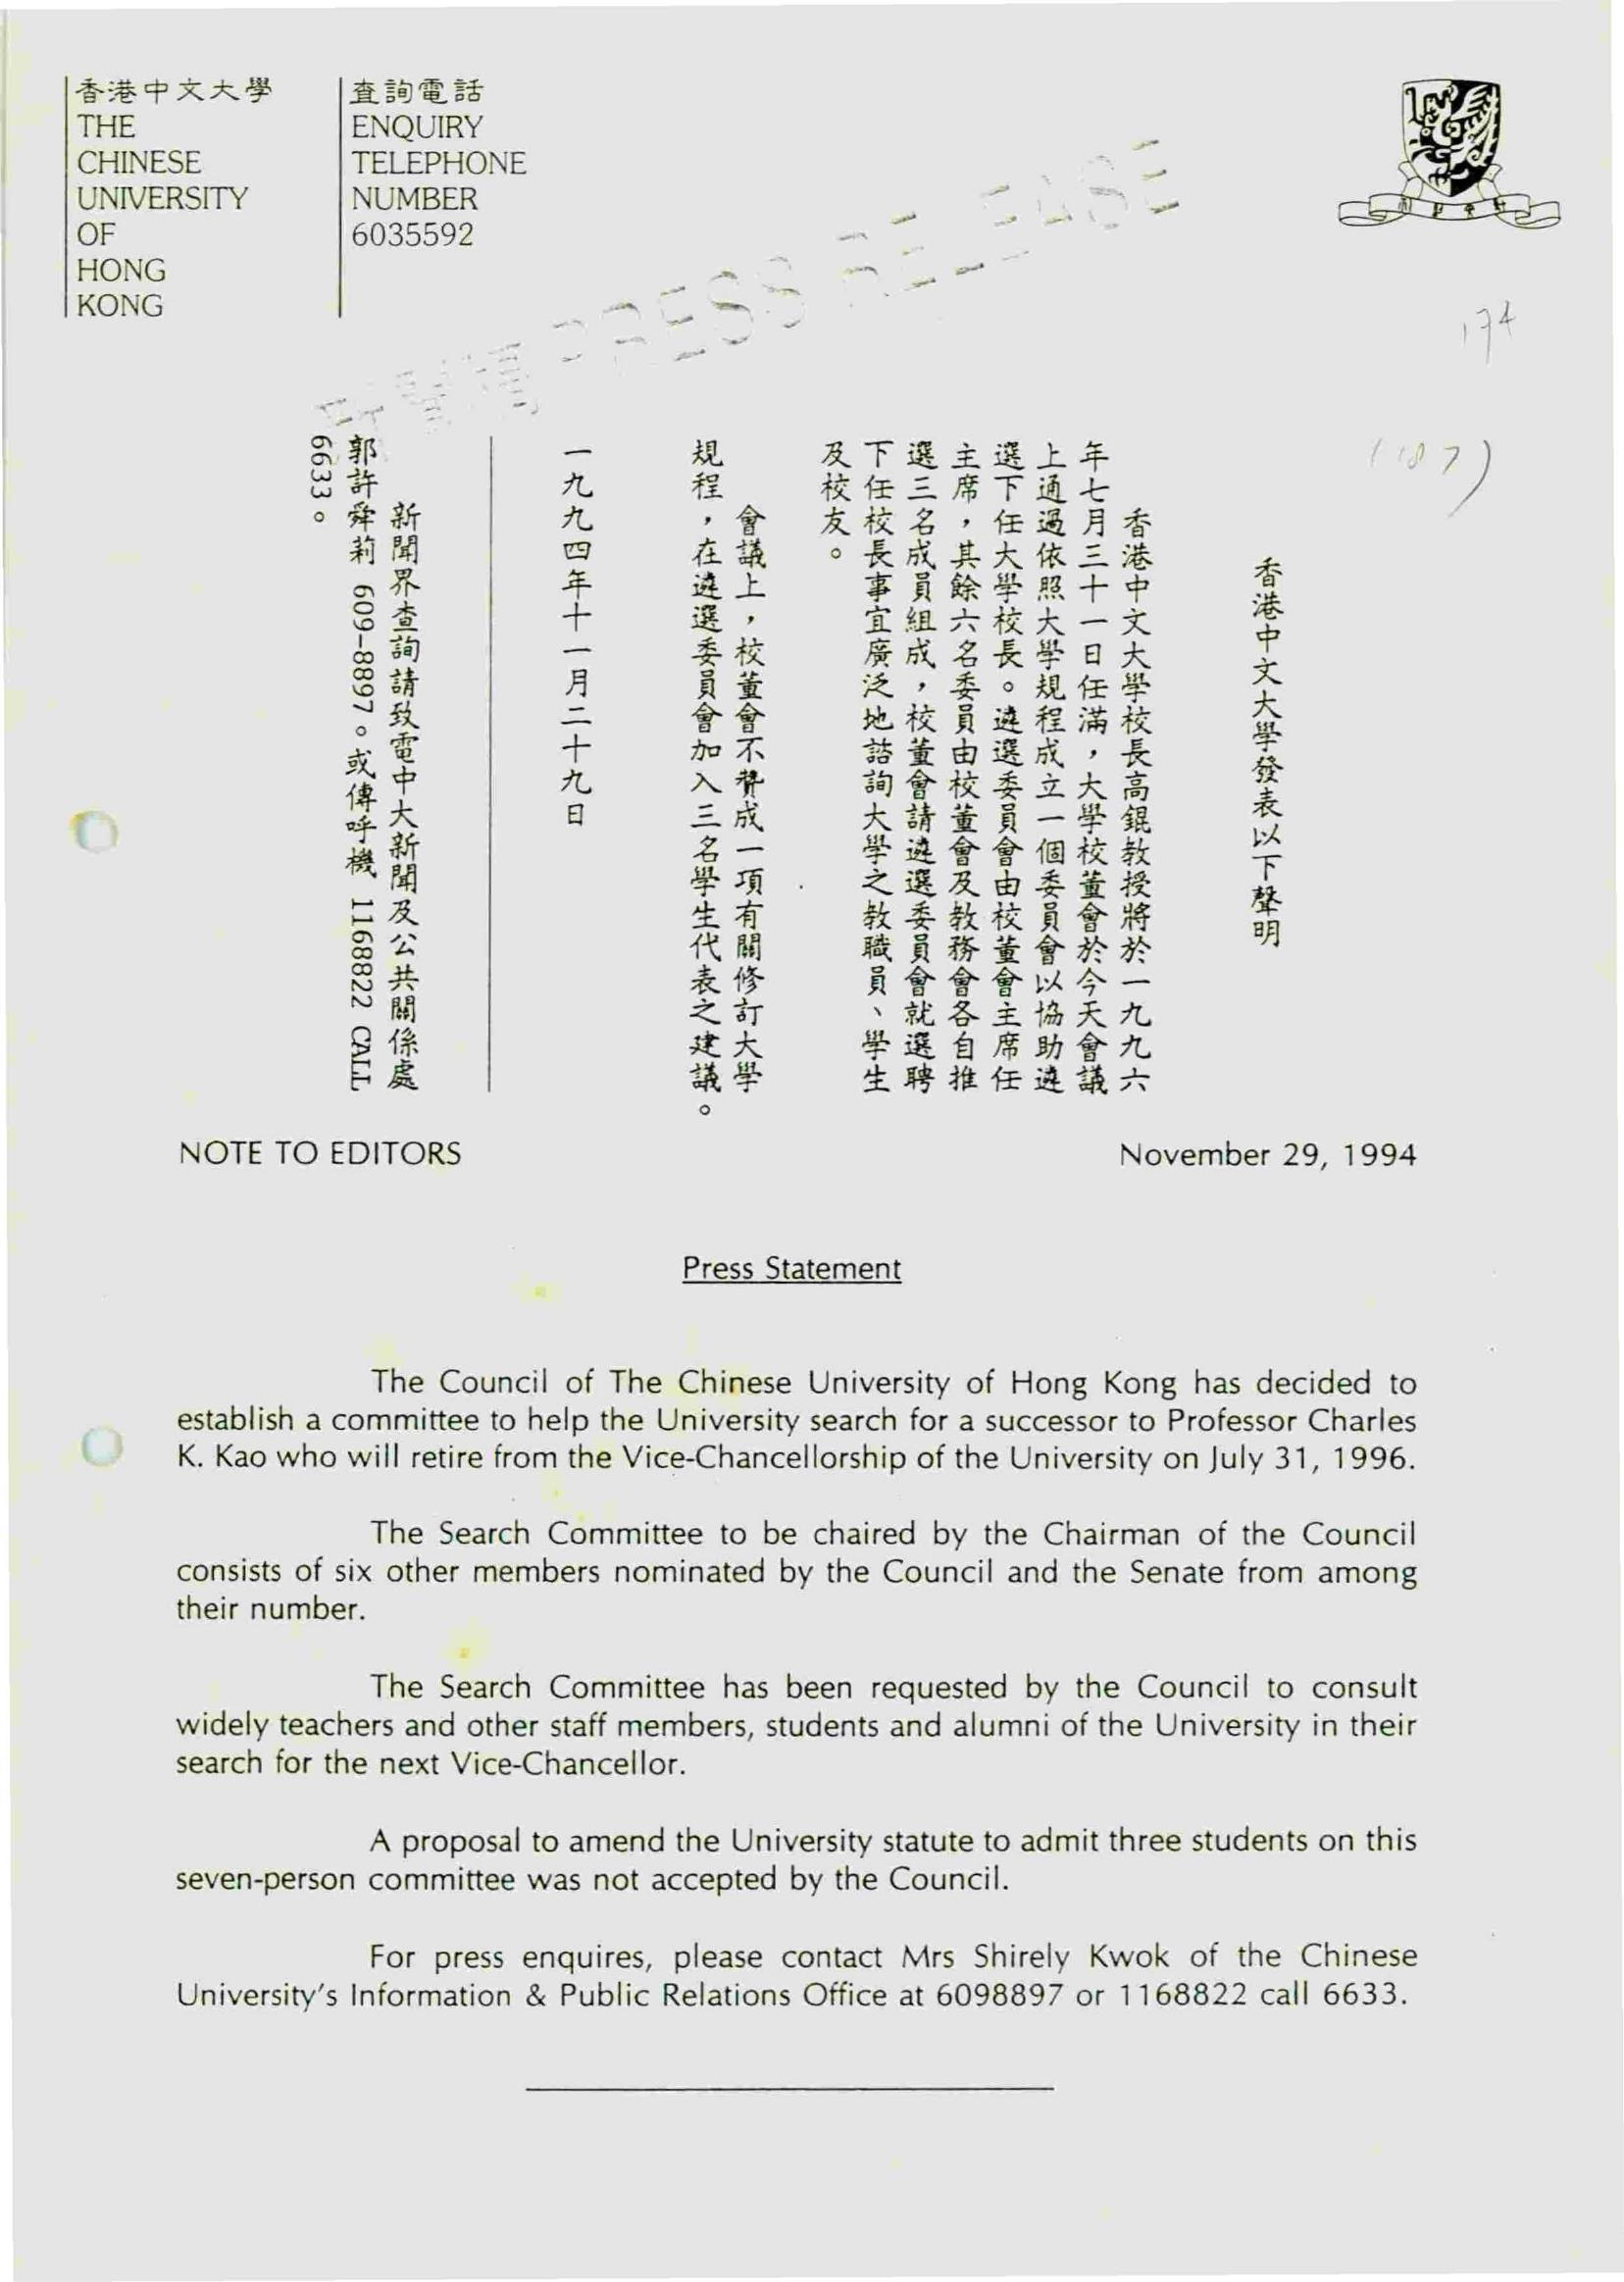 香港中文大學
THE
CHINESE
UNIVERSITY
OF
HONG
KONG
查詢電話
ENQUIRY
TELEPHONE
NUMBER
6035592
PRESS RELEASE
174
(187)
香港中文大學發表以下聲明
香港中文大學校長高錕教授將於一九九六
年七月三十一日任滿，大學校董會於今天會議
上通過依照大學規程成立一個委員會以協助遴
選下任大學校長。遴選委員會由校董會主席任
主席，其餘六名委員由校董會及教務會各自推
選三名成員組成，校董會請遴選委員會就選聘
下任校長事宜廣泛地諮詢大學之教職員、學生
及校友。
會議上，校董會不贊成一項有關修訂大學
規程，在遴選委員會加入三名學生代表之建議。
一九九四年十一月二十九日
新聞界查詢請致電中大新聞及公共關係處
郭許舜莉 609-8897。或傳呼機 1168822 CALL
6633。
NOTE TO EDITORS
November 29, 1994
Press Statement
The Council of The Chinese University of Hong Kong has decided to
establish a committee to help the University search for a successor to Professor Charles
K. Kao who will retire from the Vice-Chancellorship of the University on July 31, 1996.
The Search Committee to be chaired by the Chairman of the Council
consists of six other members nominated by the Council and the Senate from among
their number.
The Search Committee has been requested by the Council to consult
widely teachers and other staff members, students and alumni of the University in their
search for the next Vice-Chancellor.
A proposal to amend the University statute to admit three students on this
seven-person committee was not accepted by the Council.
For press enquires, please contact Mrs Shirely Kwok of the Chinese
University's Information & Public Relations Office at 6098897 or 1168822 call 6633.